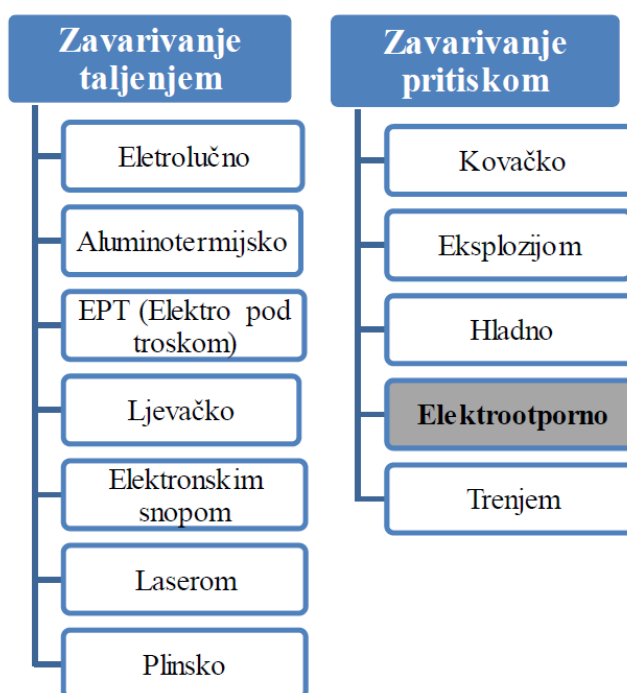 Zavarivanje
taljenjem
Eletrolučno
Aluminotermijsko
EPT (Elektro pod
troskom)
Ljevačko
Elektronskim
snopom
Laserom
Plinsko
Zavarivanje
pritiskom
Kovačko
Eksplozijom
Hladno
Elektrootporno
Trenjem